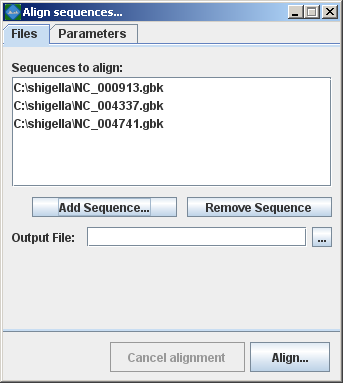 Align sequences...
Files Parameters
Sequences to align:
C:\shigella\NC_000913.gbk
C:\shigella\NC_004337.gbk
C:\shigella\NC_004741.gbk
Add Sequence... Remove Sequence
Output File: ...
Cancel alignment Align...